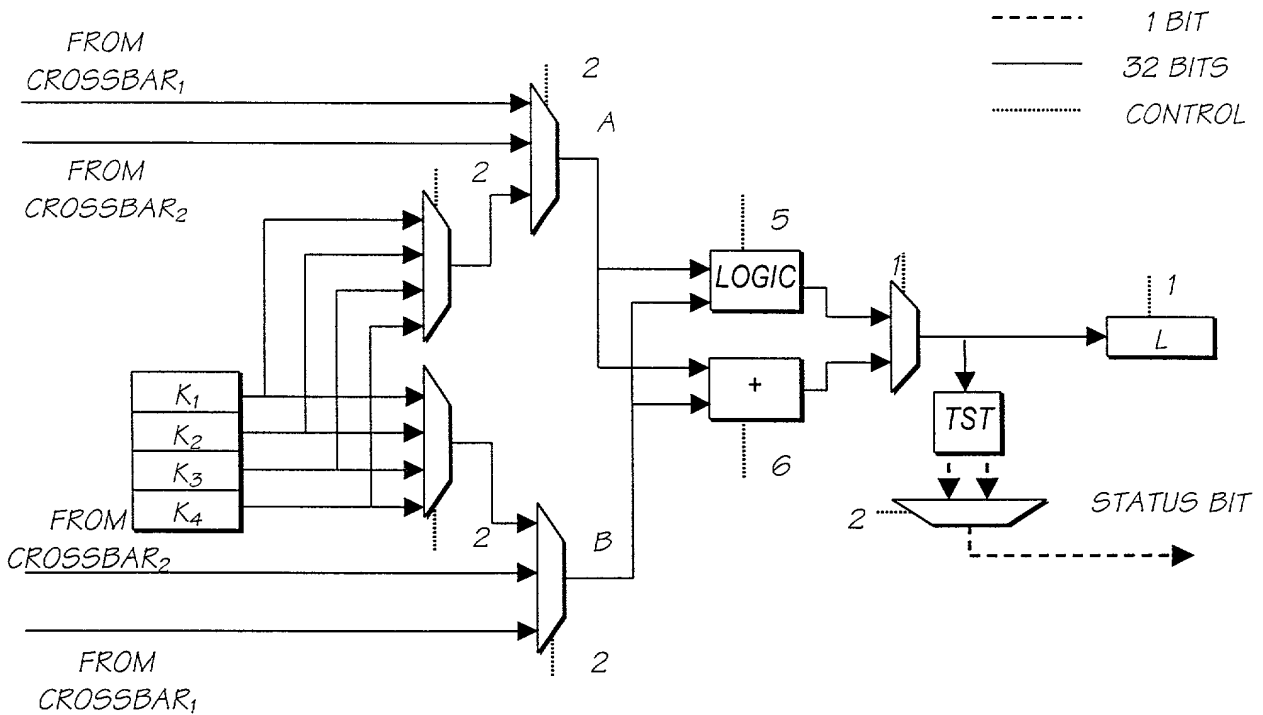 FROM
CROSSBAR₁
FROM
CROSSBAR₂
1 BIT
32 BITS
CONTROL
2
A
2
5
LOGIC
1
1
L
K₁
K₂
K₃
K₄
+
6
TST
FROM
CROSSBAR₂
2
B
2
STATUS BIT
2
FROM
CROSSBAR₁